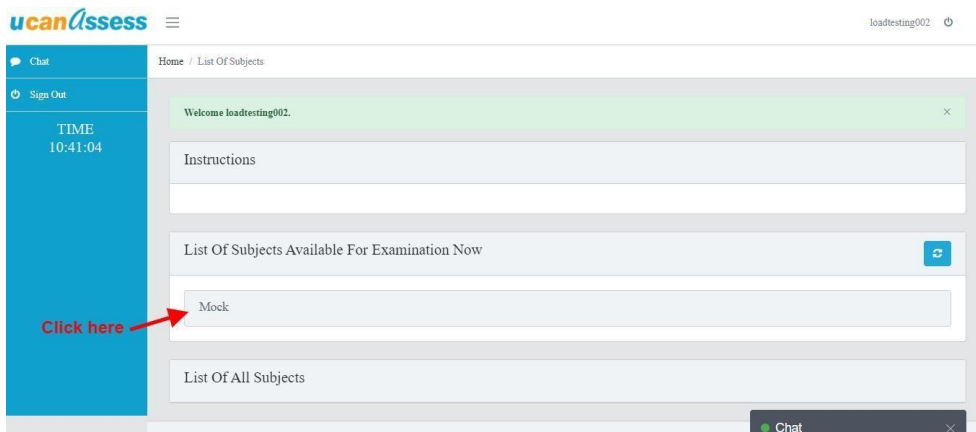 ucanAssess
loadtesting002
Chat
Home / List Of Subjects
Sign Out
Welcome loadtesting002.
TIME
10:41:04
Instructions
List Of Subjects Available For Examination Now
Mock
Click here
List Of All Subjects
Chat